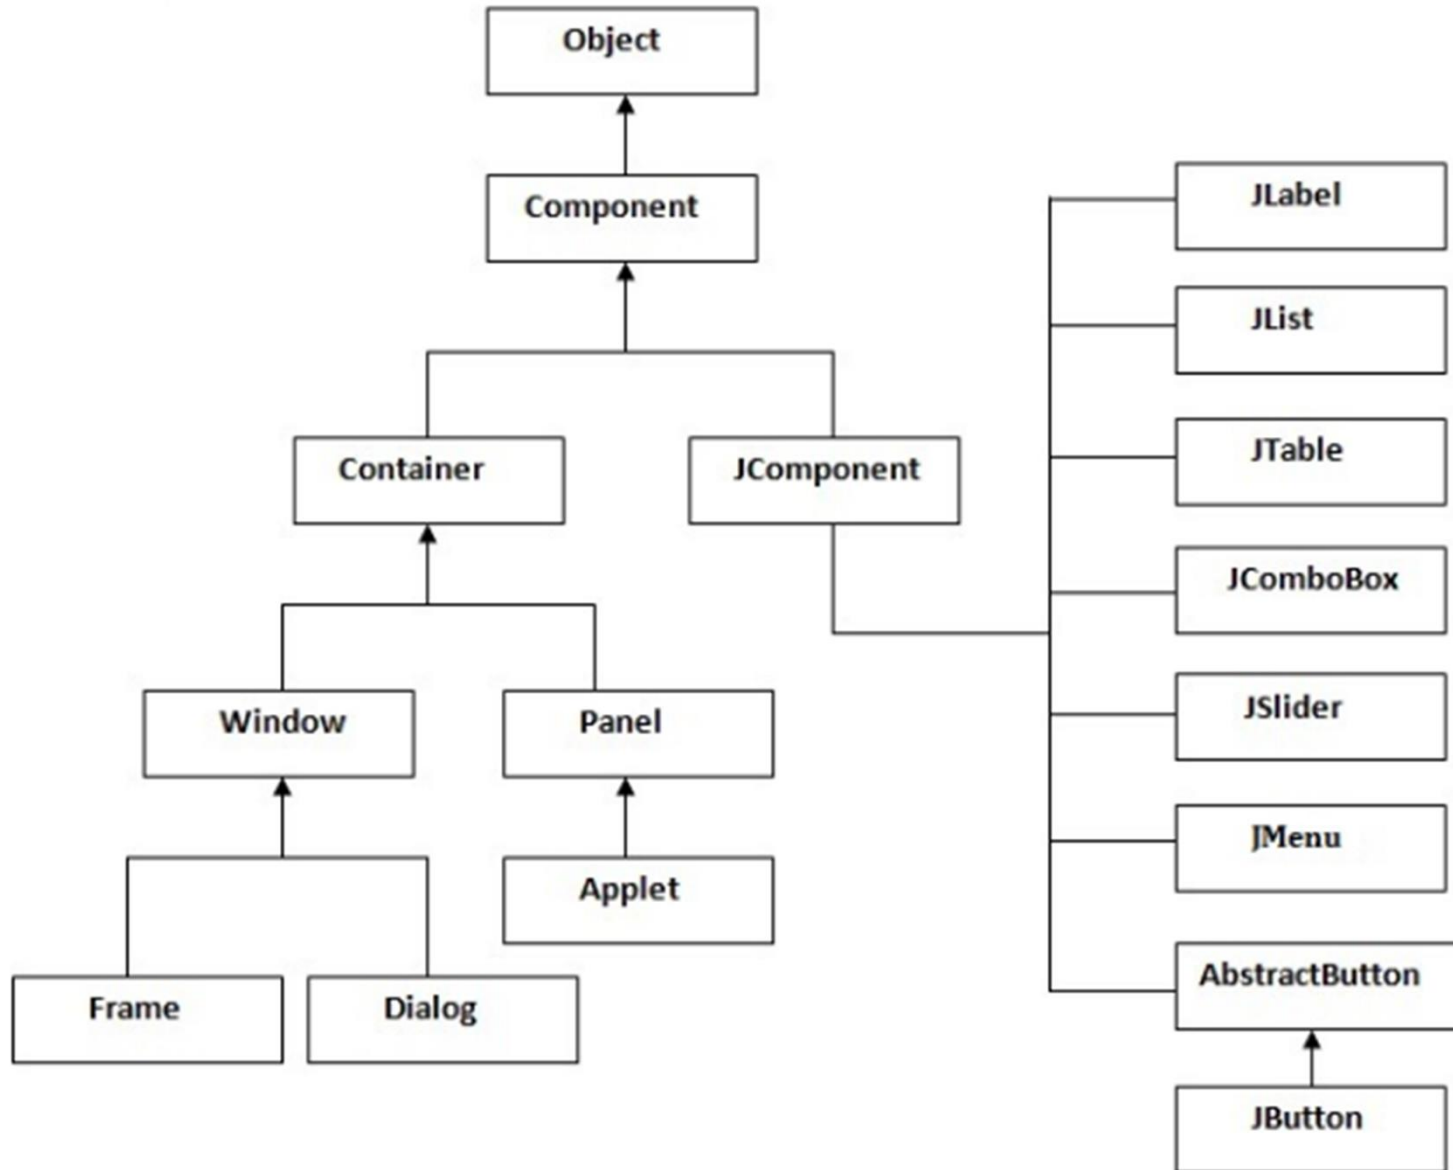 Object
Component
Container
JComponent
Window
Panel
Applet
Frame
Dialog
JLabel
JList
JTable
JComboBox
JSlider
JMenu
AbstractButton
JButton